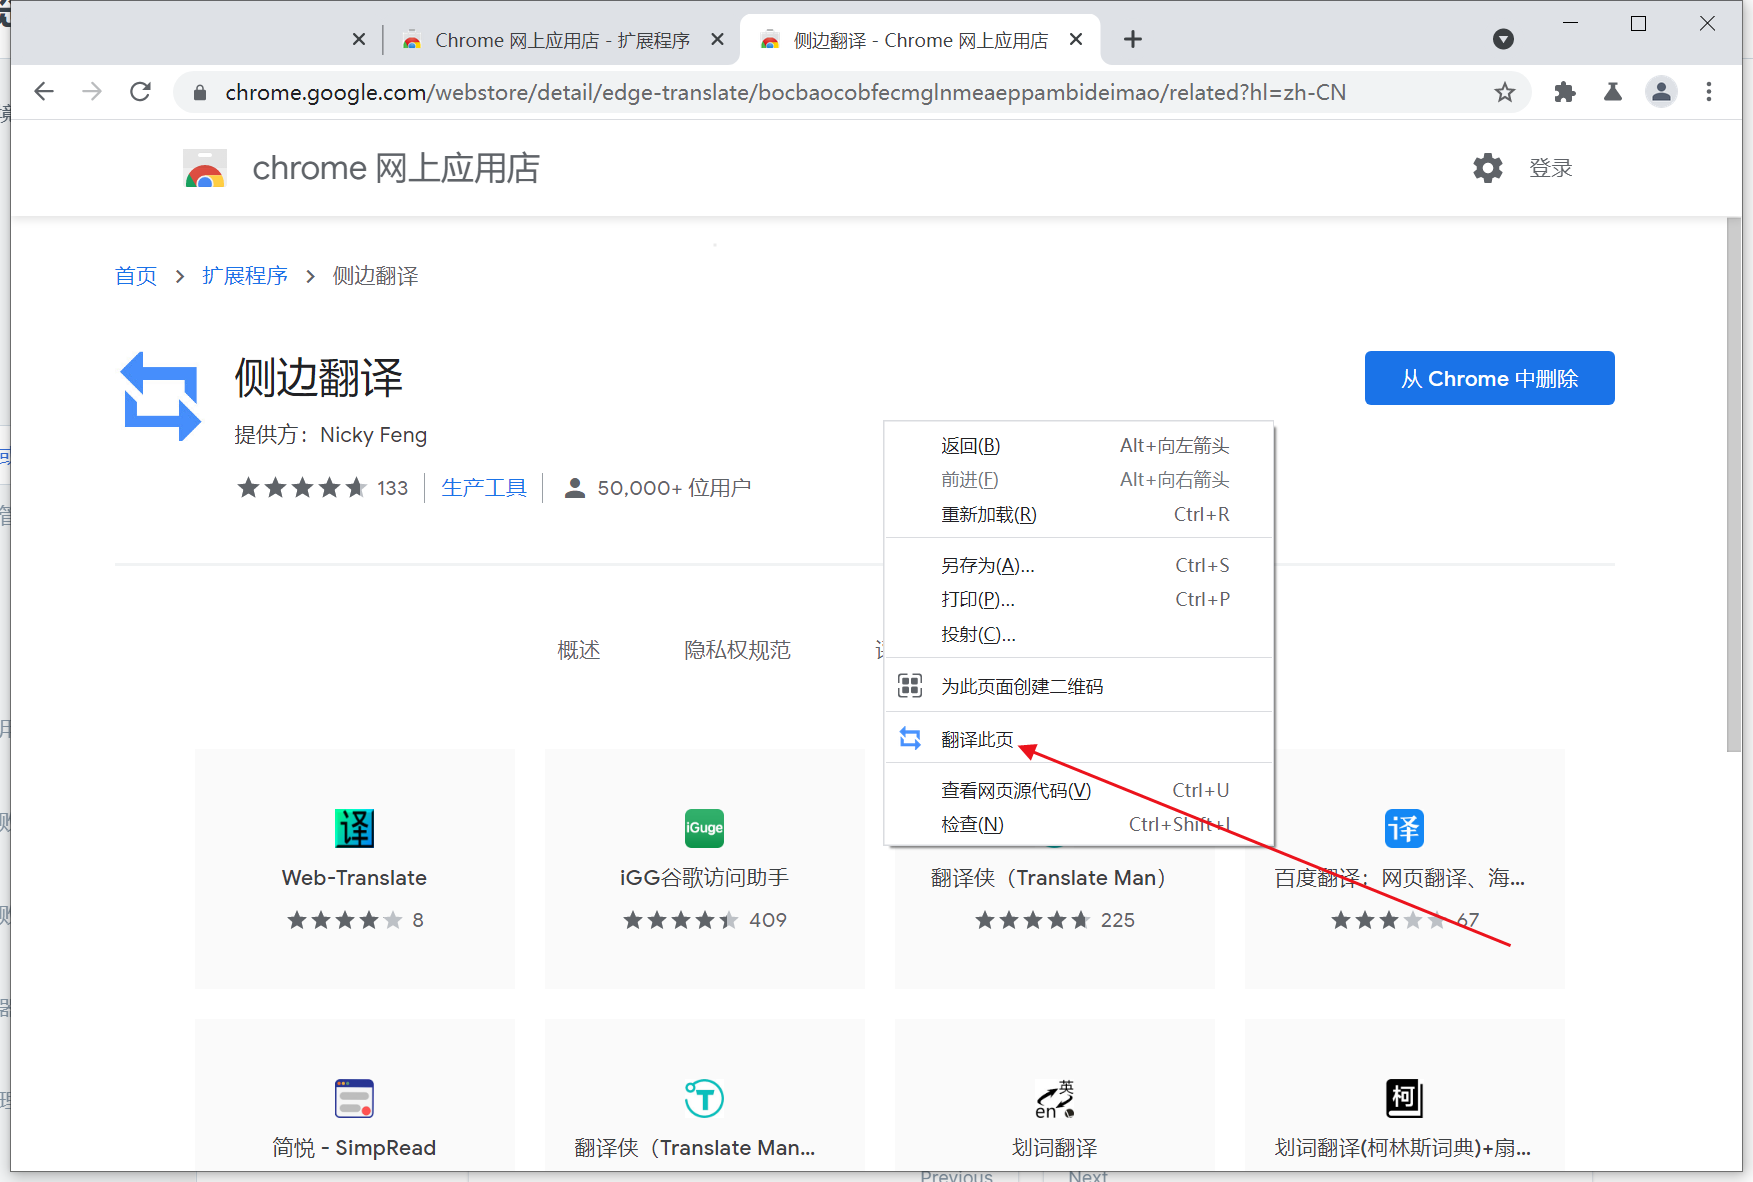 Chrome 网上应用店 - 扩展程序
侧边翻译 - Chrome 网上应用店
chrome.google.com/webstore/detail/edge-translate/bocbaocobfecmglnmeaeppambideimao/related?hl=zh-CN
chrome 网上应用店
登录
首页 > 扩展程序 > 侧边翻译
侧边翻译
从 Chrome 中删除
提供方：Nicky Feng
133
生产工具
50,000+ 位用户
返回(B) Alt+向左箭头
前进(F) Alt+向右箭头
重新加载(R) Ctrl+R
另存为(A)... Ctrl+S
打印(P)... Ctrl+P
投射(C)...
为此页面创建二维码
翻译此页
查看网页源代码(V) Ctrl+U
检查(N) Ctrl+Shift+I
概述
隐私权规范
译
iGuge
译
Web-Translate
iGG谷歌访问助手
翻译侠（Translate Man）
百度翻译：网页翻译、海...
8
409
225
67
T
英
en
柯
简悦 - SimpRead
翻译侠（Translate Man...
划词翻译
划词翻译(柯林斯词典)+扇...
Previous
Next